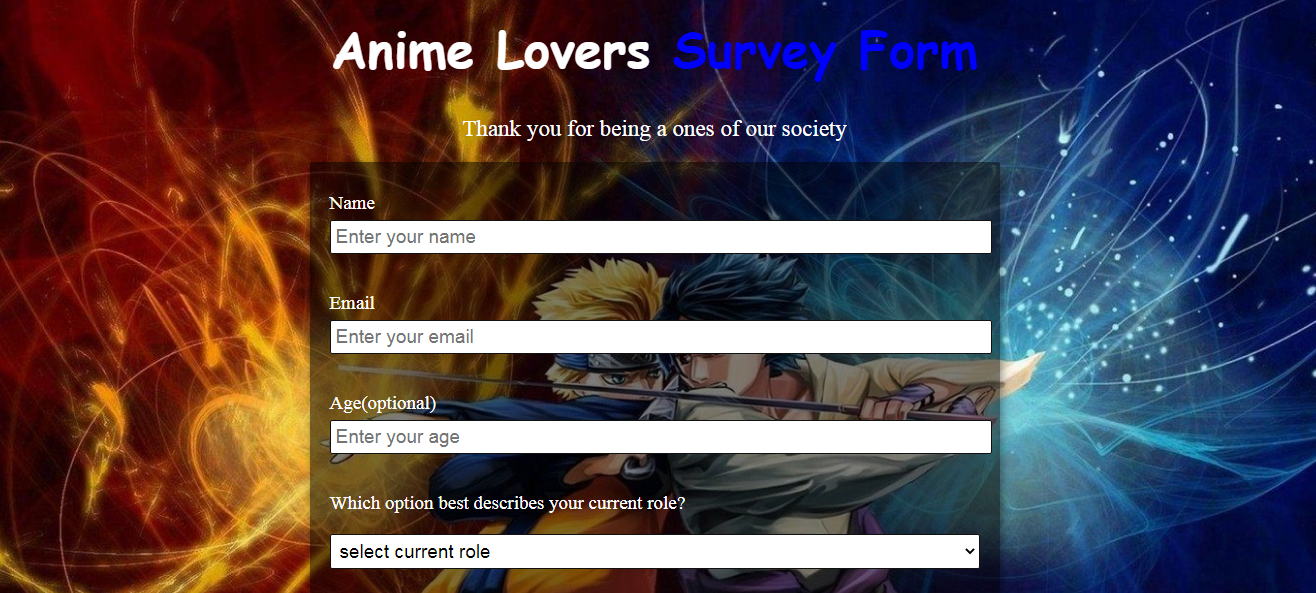 Anime Lovers Survey Form
Thank you for being a ones of our society
Name
Enter your name
Email
Enter your email
Age(optional)
Enter your age
Which option best describes your current role?
select current role